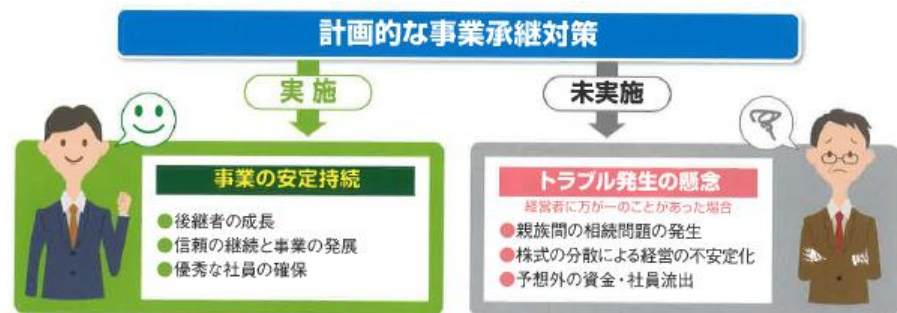 計画的な事業承継対策
実施
未実施
事業の安定持続
●後継者の成長
●信頼の継続と事業の発展
●優秀な社員の確保
トラブル発生の懸念
経営者に万が一のことがあった場合
●親族間の相続問題の発生
●株式の分散による経営の不安定化
●予想外の資金・社員流出